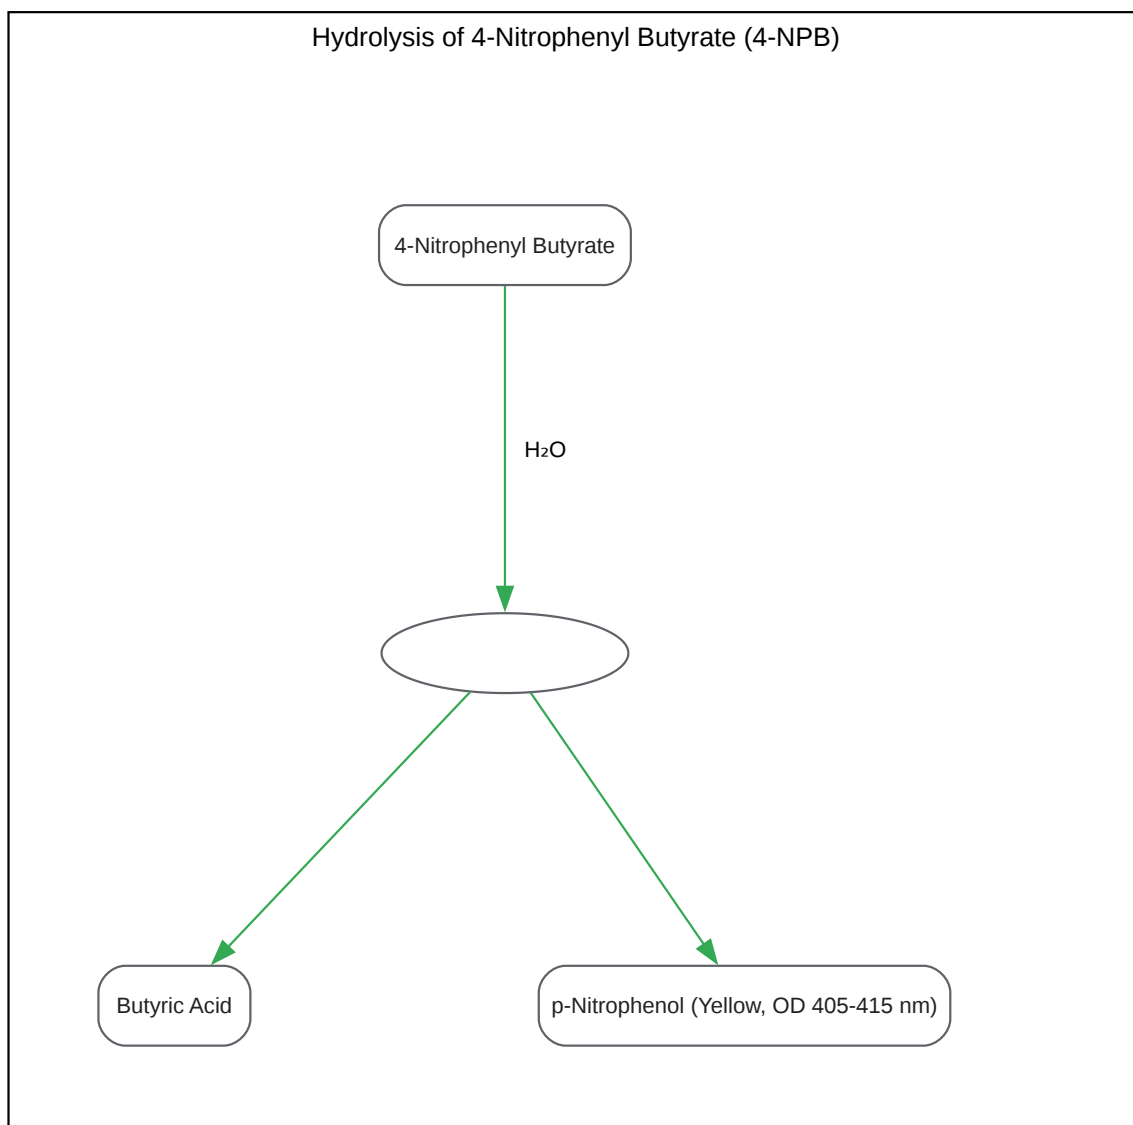 Hydrolysis of 4-Nitrophenyl Butyrate (4-NPB)
4-Nitrophenyl Butyrate
H₂O
Butyric Acid
p-Nitrophenol (Yellow, OD 405-415 nm)